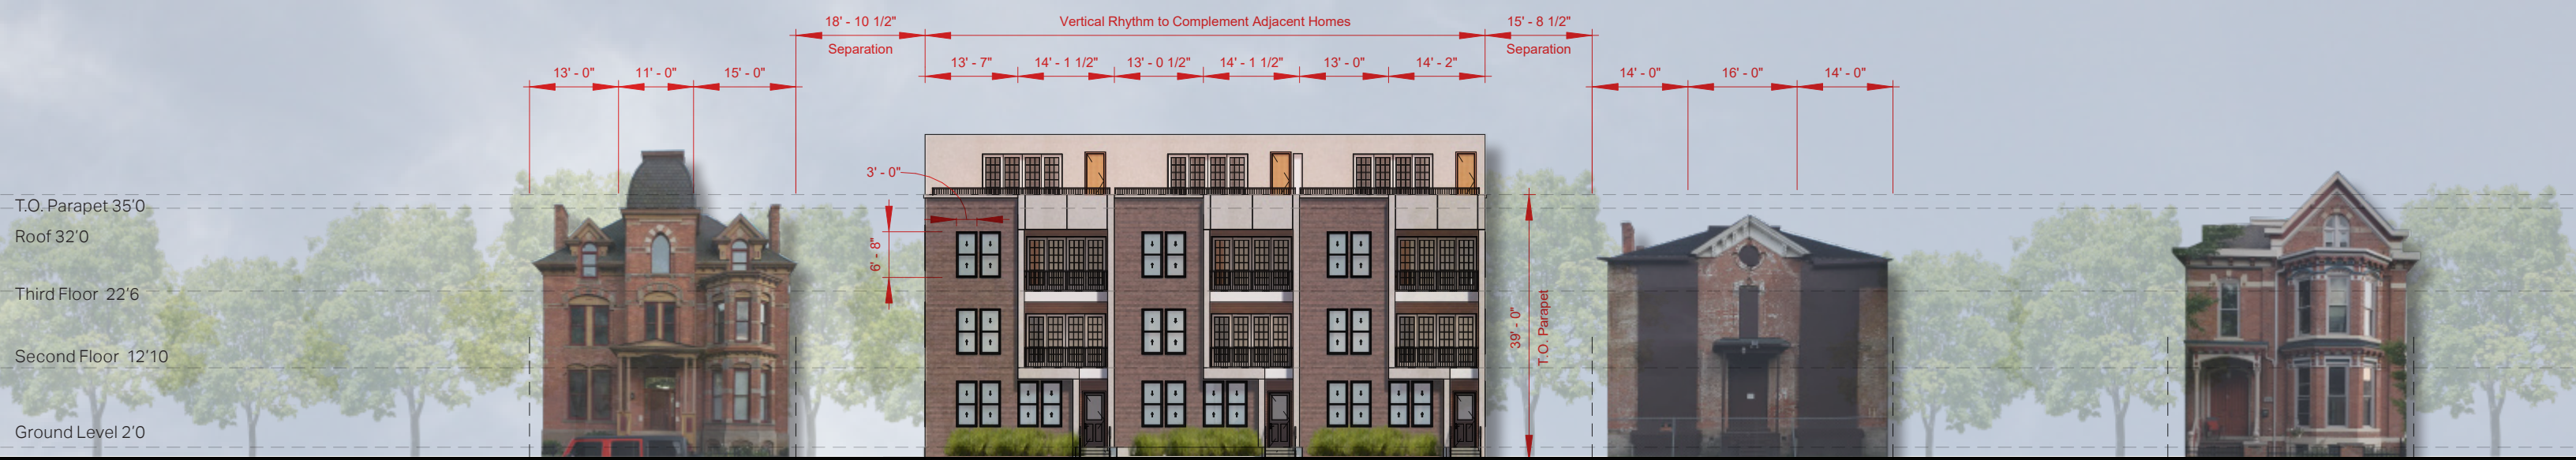 18' - 10 1/2"
Vertical Rhythm to Complement Adjacent Homes
15' - 8 1/2"
Separation
Separation
13' - 7"
14' - 1 1/2"
13' - 0 1/2"
14' - 1 1/2"
13' - 0"
14' - 2"
13' - 0"
11' - 0"
15' - 0"
14' - 0"
16' - 0"
14' - 0"
3' - 0"
6' - 8"
39' - 0"
T.O. Parapet
T.O. Parapet 35'0
Roof 32'0
Third Floor 22'6
Second Floor 12'10
Ground Level 2'0